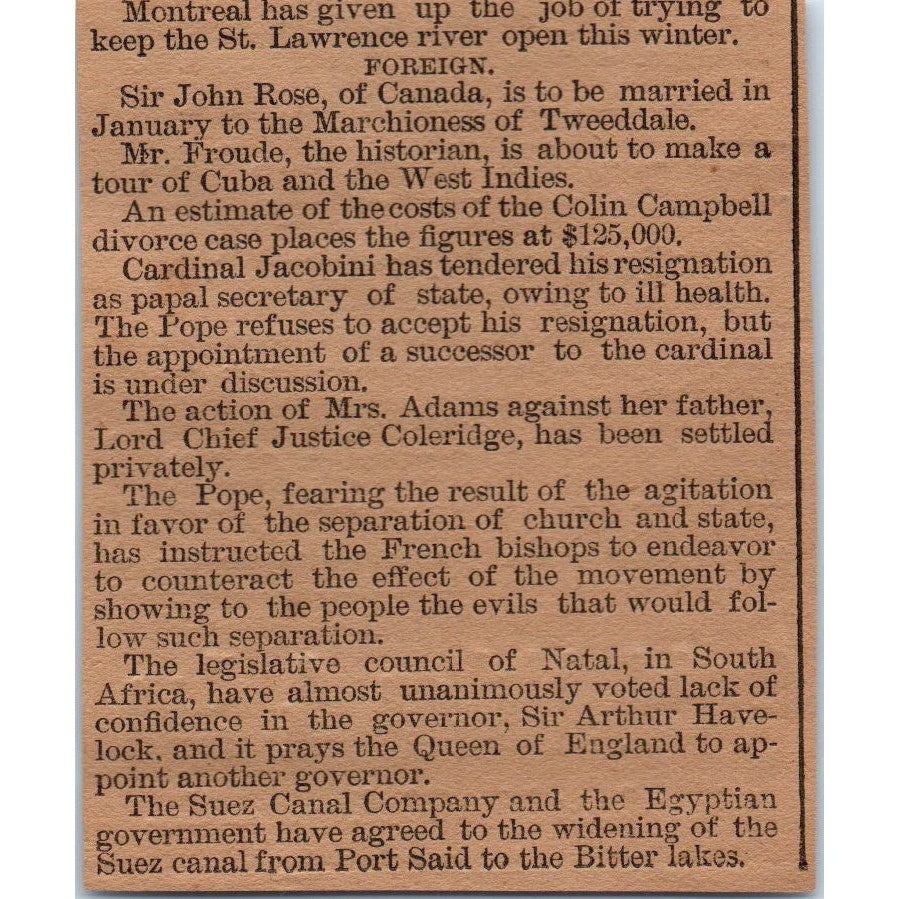 Montreal has given up the job of trying to
keep the St. Lawrence river open this winter.
FOREIGN.
Sir John Rose, of Canada, is to be married in
January to the Marchioness of Tweeddale.
Mr. Froude, the historian, is about to make a
tour of Cuba and the West Indies.
An estimate of the costs of the Colin Campbell
divorce case places the figures at $125,000.
Cardinal Jacobini has tendered his resignation
as papal secretary of state, owing to ill health.
The Pope refuses to accept his resignation, but
the appointment of a successor to the cardinal
is under discussion.
The action of Mrs. Adams against her father,
Lord Chief Justice Coleridge, has been settled
privately.
The Pope, fearing the result of the agitation
in favor of the separation of church and state,
has instructed the French bishops to endeavor
to counteract the effect of the movement by
showing to the people the evils that would fol-
low such separation.
The legislative council of Natal, in South
Africa, have almost unanimously voted lack of
confidence in the governor, Sir Arthur Have-
lock, and it prays the Queen of England to ap-
point another governor.
The Suez Canal Company and the Egyptian
government have agreed to the widening of the
Suez canal from Port Said to the Bitter lakes.